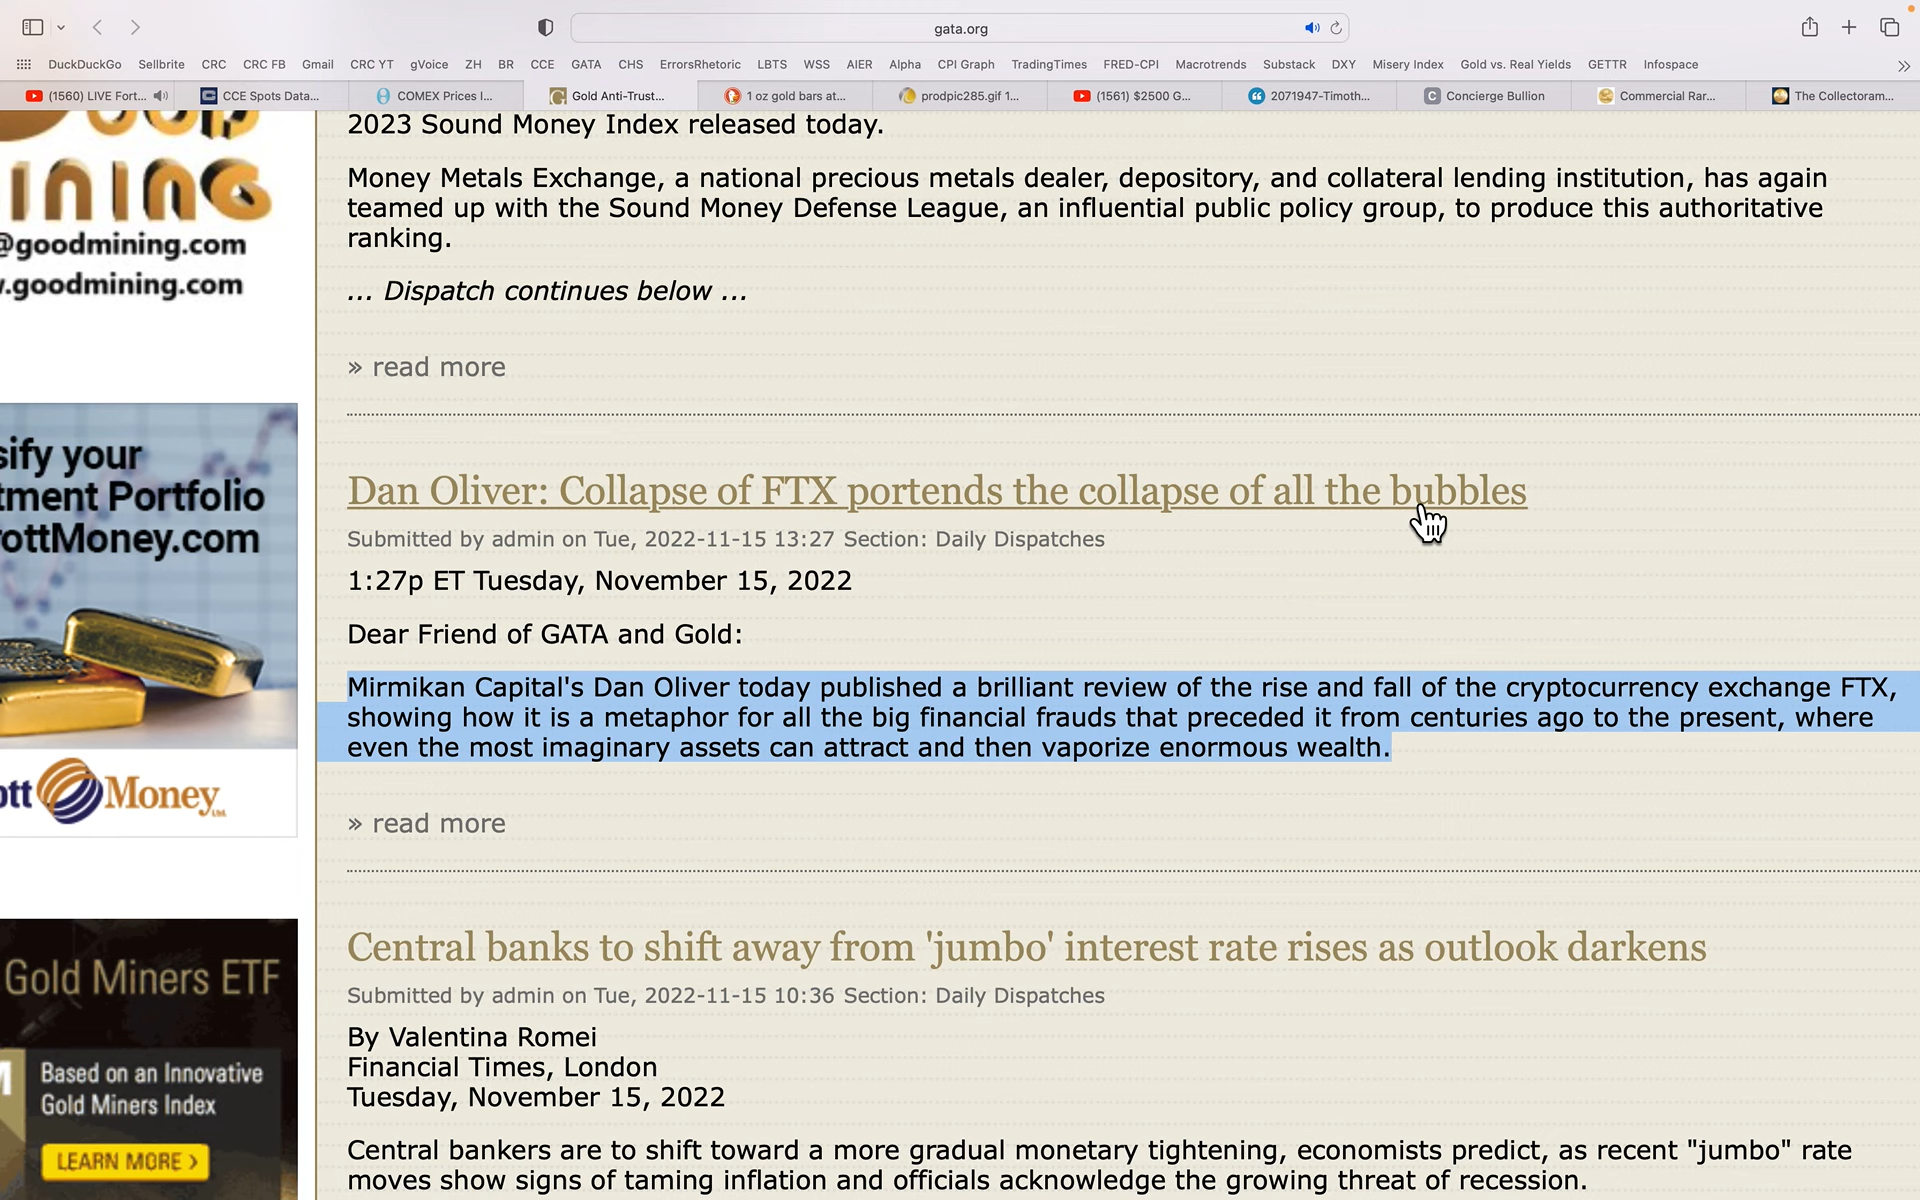 gata.org
DuckDuckGo Sellbrite CRC CRC FB Gmail CRC YT gVoice ZH BR CCE GATA CHS ErrorsRhetoric LBTS WSS AIER Alpha CPI Graph TradingTimes FRED-CPI Macrotrends Substack DXY Misery Index Gold vs. Real Yields GETTR Infospace
(1560) LIVE Fort... CCE Spots Data... COMEX Prices I... Gold Anti-Trust... 1 oz gold bars at... prodpic285.gif 1... (1561) $2500 G... 2071947-Timoth... Concierge Bullion Commercial Rar... The Collectoram...
2023 Sound Money Index released today.
Money Metals Exchange, a national precious metals dealer, depository, and collateral lending institution, has again
teamed up with the Sound Money Defense League, an influential public policy group, to produce this authoritative
ranking.
... Dispatch continues below ...
» read more
Dan Oliver: Collapse of FTX portends the collapse of all the bubbles
Submitted by admin on Tue, 2022-11-15 13:27 Section: Daily Dispatches
1:27p ET Tuesday, November 15, 2022
Dear Friend of GATA and Gold:
Mirmikan Capital's Dan Oliver today published a brilliant review of the rise and fall of the cryptocurrency exchange FTX,
showing how it is a metaphor for all the big financial frauds that preceded it from centuries ago to the present, where
even the most imaginary assets can attract and then vaporize enormous wealth.
» read more
Central banks to shift away from 'jumbo' interest rate rises as outlook darkens
Submitted by admin on Tue, 2022-11-15 10:36 Section: Daily Dispatches
By Valentina Romei
Financial Times, London
Tuesday, November 15, 2022
Central bankers are to shift toward a more gradual monetary tightening, economists predict, as recent "jumbo" rate
moves show signs of taming inflation and officials acknowledge the growing threat of recession.
INING
@goodmining.com
.goodmining.com
sify your
tment Portfolio
ottMoney.com
ott Money Ltd.
Gold Miners ETF
Based on an Innovative
Gold Miners Index
LEARN MORE >